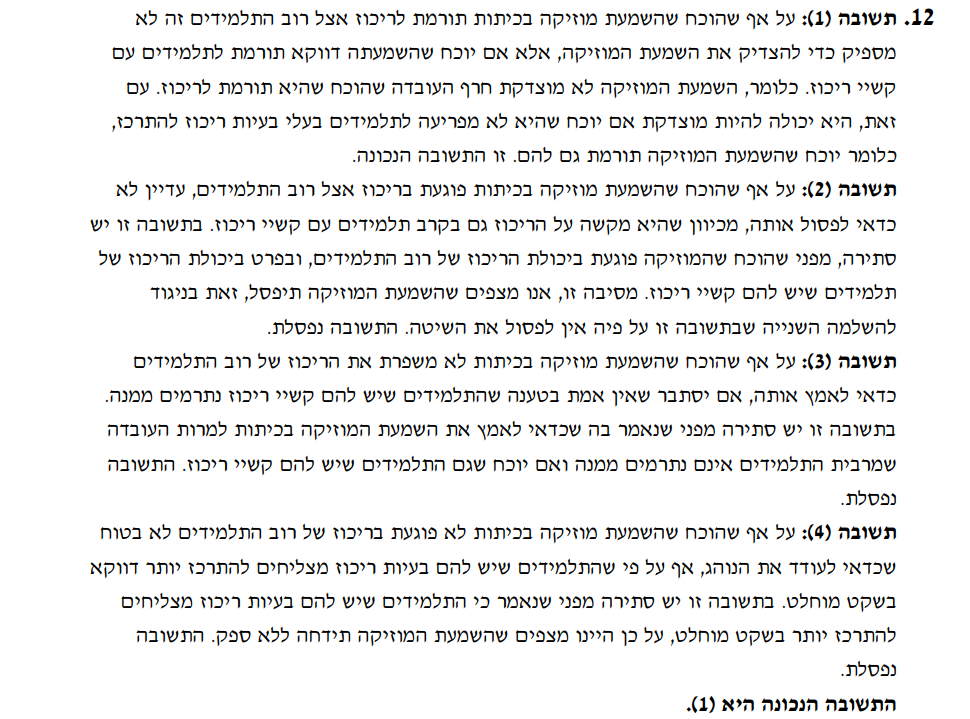 12. תשובה (1): על אף שהוכח שהשמעת מוזיקה בכיתות תורמת לריכוז אצל רוב התלמידים זה לא
מספיק כדי להצדיק את השמעת המוזיקה, אלא אם יוכח שהשמעתה דווקא תורמת לתלמידים עם
קשיי ריכוז. כלומר, השמעת המוזיקה לא מוצדקת חרף העובדה שהוכח שהיא תורמת לריכוז. עם
זאת, היא יכולה להיות מוצדקת אם יוכח שהיא לא מפריעה לתלמידים בעלי בעיות ריכוז להתרכז,
כלומר יוכח שהשמעת המוזיקה תורמת גם להם. זו התשובה הנכונה.
תשובה (2): על אף שהוכח שהשמעת מוזיקה בכיתות פוגעת בריכוז אצל רוב התלמידים, עדיין לא
כדאי לפסול אותה, מכיוון שהיא מקשה על הריכוז גם בקרב תלמידים עם קשיי ריכוז. בתשובה זו יש
סתירה, מפני שהוכח שהמוזיקה פוגעת ביכולת הריכוז של רוב התלמידים, ובפרט ביכולת הריכוז של
תלמידים שיש להם קשיי ריכוז. מסיבה זו, אנו מצפים שהשמעת המוזיקה תיפסל, זאת בניגוד
להשלמה השנייה שבתשובה זו על פיה אין לפסול את השיטה. התשובה נפסלת.
תשובה (3): על אף שהוכח שהשמעת מוזיקה בכיתות לא משפרת את הריכוז של רוב התלמידים
כדאי לאמץ אותה, אם יסתבר שאין אמת בטענה שהתלמידים שיש להם קשיי ריכוז נתרמים ממנה.
בתשובה זו יש סתירה מפני שנאמר בה שכדאי לאמץ את השמעת המוזיקה בכיתות למרות העובדה
שמרבית התלמידים אינם נתרמים ממנה ואם יוכח שגם התלמידים שיש להם קשיי ריכוז. התשובה
נפסלת.
תשובה (4): על אף שהוכח שהשמעת מוזיקה בכיתות לא פוגעת בריכוז של רוב התלמידים לא בטוח
שכדאי לעודד את הנוהג, אף על פי שהתלמידים שיש להם בעיות ריכוז מצליחים להתרכז יותר דווקא
בשקט מוחלט. בתשובה זו יש סתירה מפני שנאמר כי התלמידים שיש להם בעיות ריכוז מצליחים
להתרכז יותר בשקט מוחלט, על כן היינו מצפים שהשמעת המוזיקה תידחה ללא ספק. התשובה
נפסלת.
התשובה הנכונה היא (1).